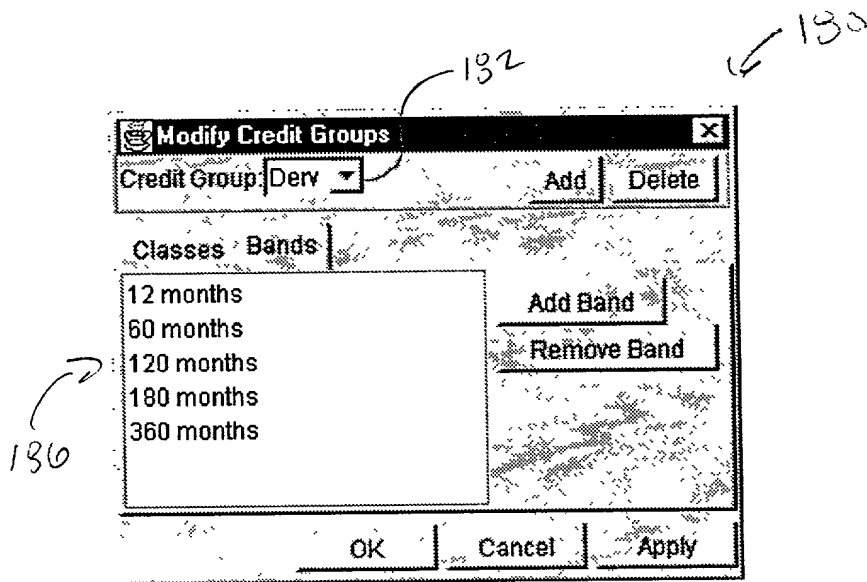 180
182
Modify Credit Groups
Credit Group: Derv Add Delete
Classes Bands
12 months
60 months
120 months
180 months
360 months
Add Band
Remove Band
186
OK Cancel Apply